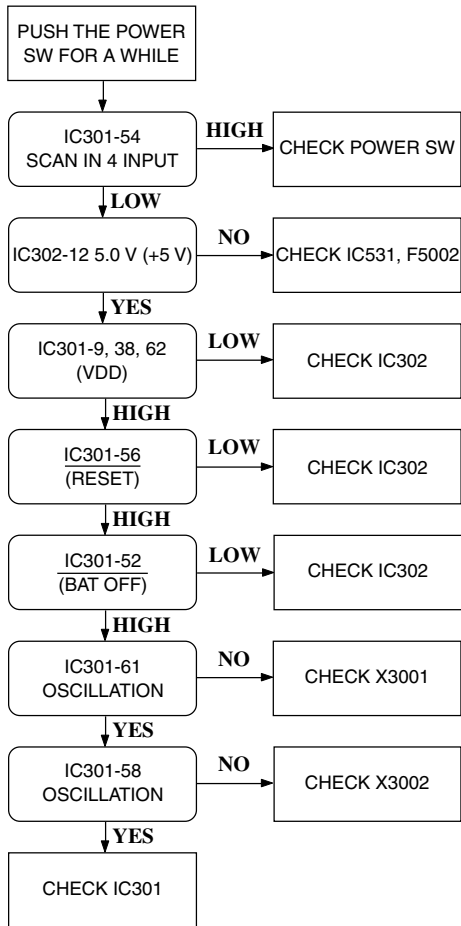 PUSH THE POWER
SW FOR A WHILE
IC301-54
SCAN IN 4 INPUT
HIGH
CHECK POWER SW
LOW
IC302-12 5.0 V (+5 V)
NO
CHECK IC531, F5002
YES
IC301-9, 38, 62
(VDD)
LOW
CHECK IC302
HIGH
IC301-56
(RESET)
LOW
CHECK IC302
HIGH
IC301-52
(BAT OFF)
LOW
CHECK IC302
HIGH
IC301-61
OSCILLATION
NO
CHECK X3001
YES
IC301-58
OSCILLATION
NO
CHECK X3002
YES
CHECK IC301